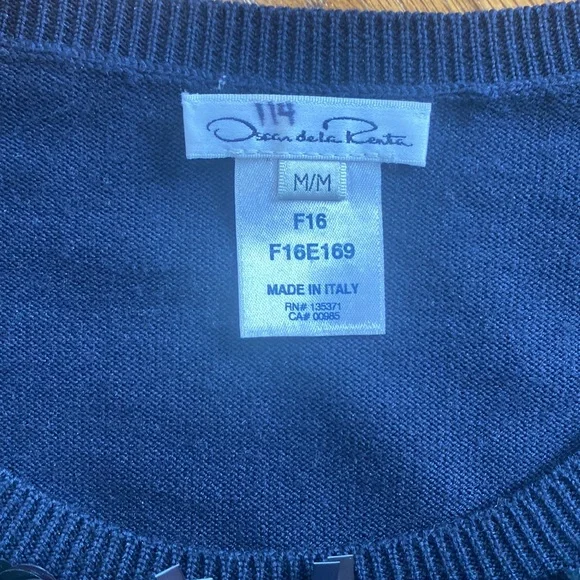 114
Oscar de la Renta
M/M
F16
F16E169
MADE IN ITALY
RN# 135371
CA# 00985